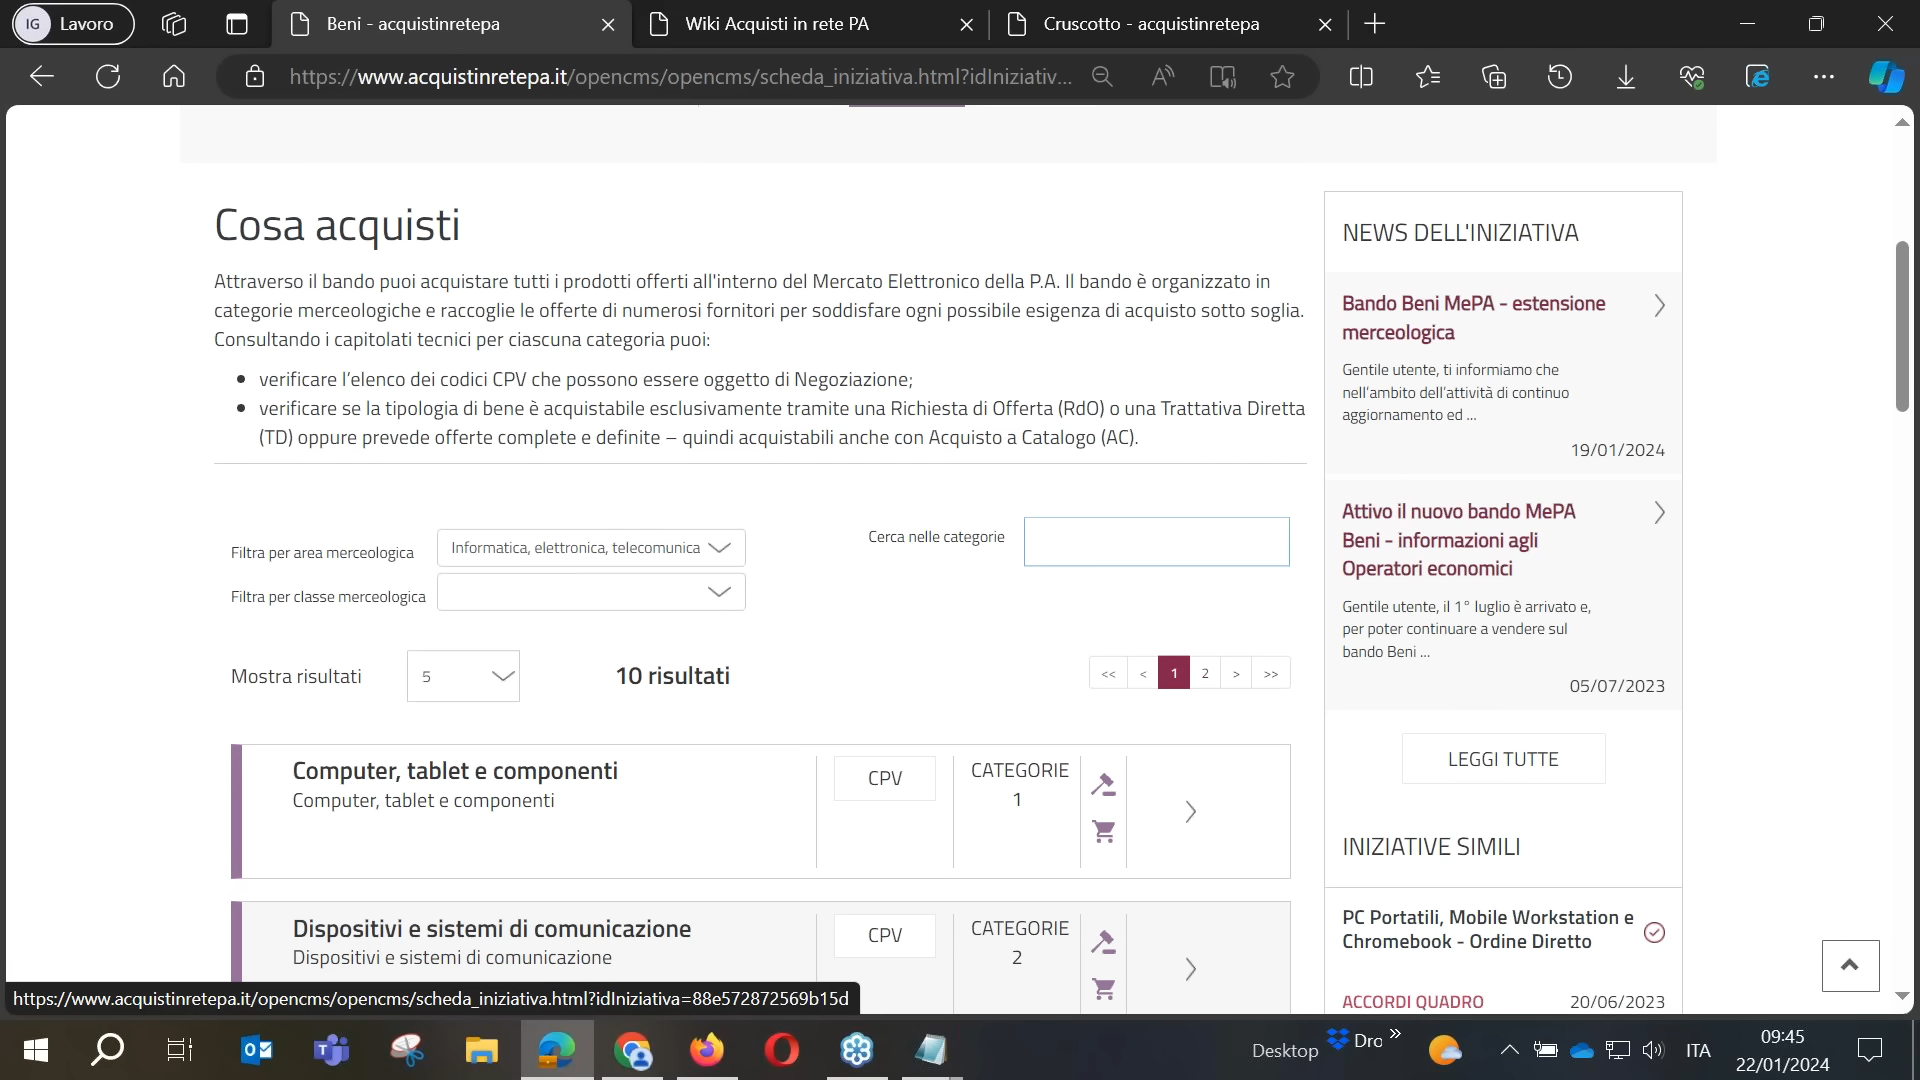 IG Lavoro
Beni - acquistinretepa
Wiki Acquisti in rete PA
Cruscotto - acquistinretepa
https://www.acquistinretepa.it/opencms/opencms/scheda_iniziativa.html?idIniziativ...
Cosa acquisti
Attraverso il bando puoi acquistare tutti i prodotti offerti all'interno del Mercato Elettronico della P.A. Il bando è organizzato in
categorie merceologiche e raccoglie le offerte di numerosi fornitori per soddisfare ogni possibile esigenza di acquisto sotto soglia.
Consultando i capitolati tecnici per ciascuna categoria puoi:
verificare l'elenco dei codici CPV che possono essere oggetto di Negoziazione;
verificare se la tipologia di bene è acquistabile esclusivamente tramite una Richiesta di Offerta (RdO) o una Trattativa Diretta
(TD) oppure prevede offerte complete e definite – quindi acquistabili anche con Acquisto a Catalogo (AC).
Filtra per area merceologica
Informatica, elettronica, telecomunica
Cerca nelle categorie
Filtra per classe merceologica
Mostra risultati
5
10 risultati
<< < 1 2 > >>
Computer, tablet e componenti
Computer, tablet e componenti
CPV
CATEGORIE
1
Dispositivi e sistemi di comunicazione
Dispositivi e sistemi di comunicazione
CPV
CATEGORIE
2
NEWS DELL'INIZIATIVA
Bando Beni MePA - estensione
merceologica
Gentile utente, ti informiamo che
nell'ambito dell'attività di continuo
aggiornamento ed ...
19/01/2024
Attivo il nuovo bando MePA
Beni - informazioni agli
Operatori economici
Gentile utente, il 1° luglio è arrivato e,
per poter continuare a vendere sul
bando Beni ...
05/07/2023
LEGGI TUTTE
INIZIATIVE SIMILI
PC Portatili, Mobile Workstation e
Chromebook - Ordine Diretto
ACCORDI QUADRO
20/06/2023
https://www.acquistinretepa.it/opencms/opencms/scheda_iniziativa.html?idIniziativa=88e572872569b15d
Desktop
Dro
ITA
09:45
22/01/2024